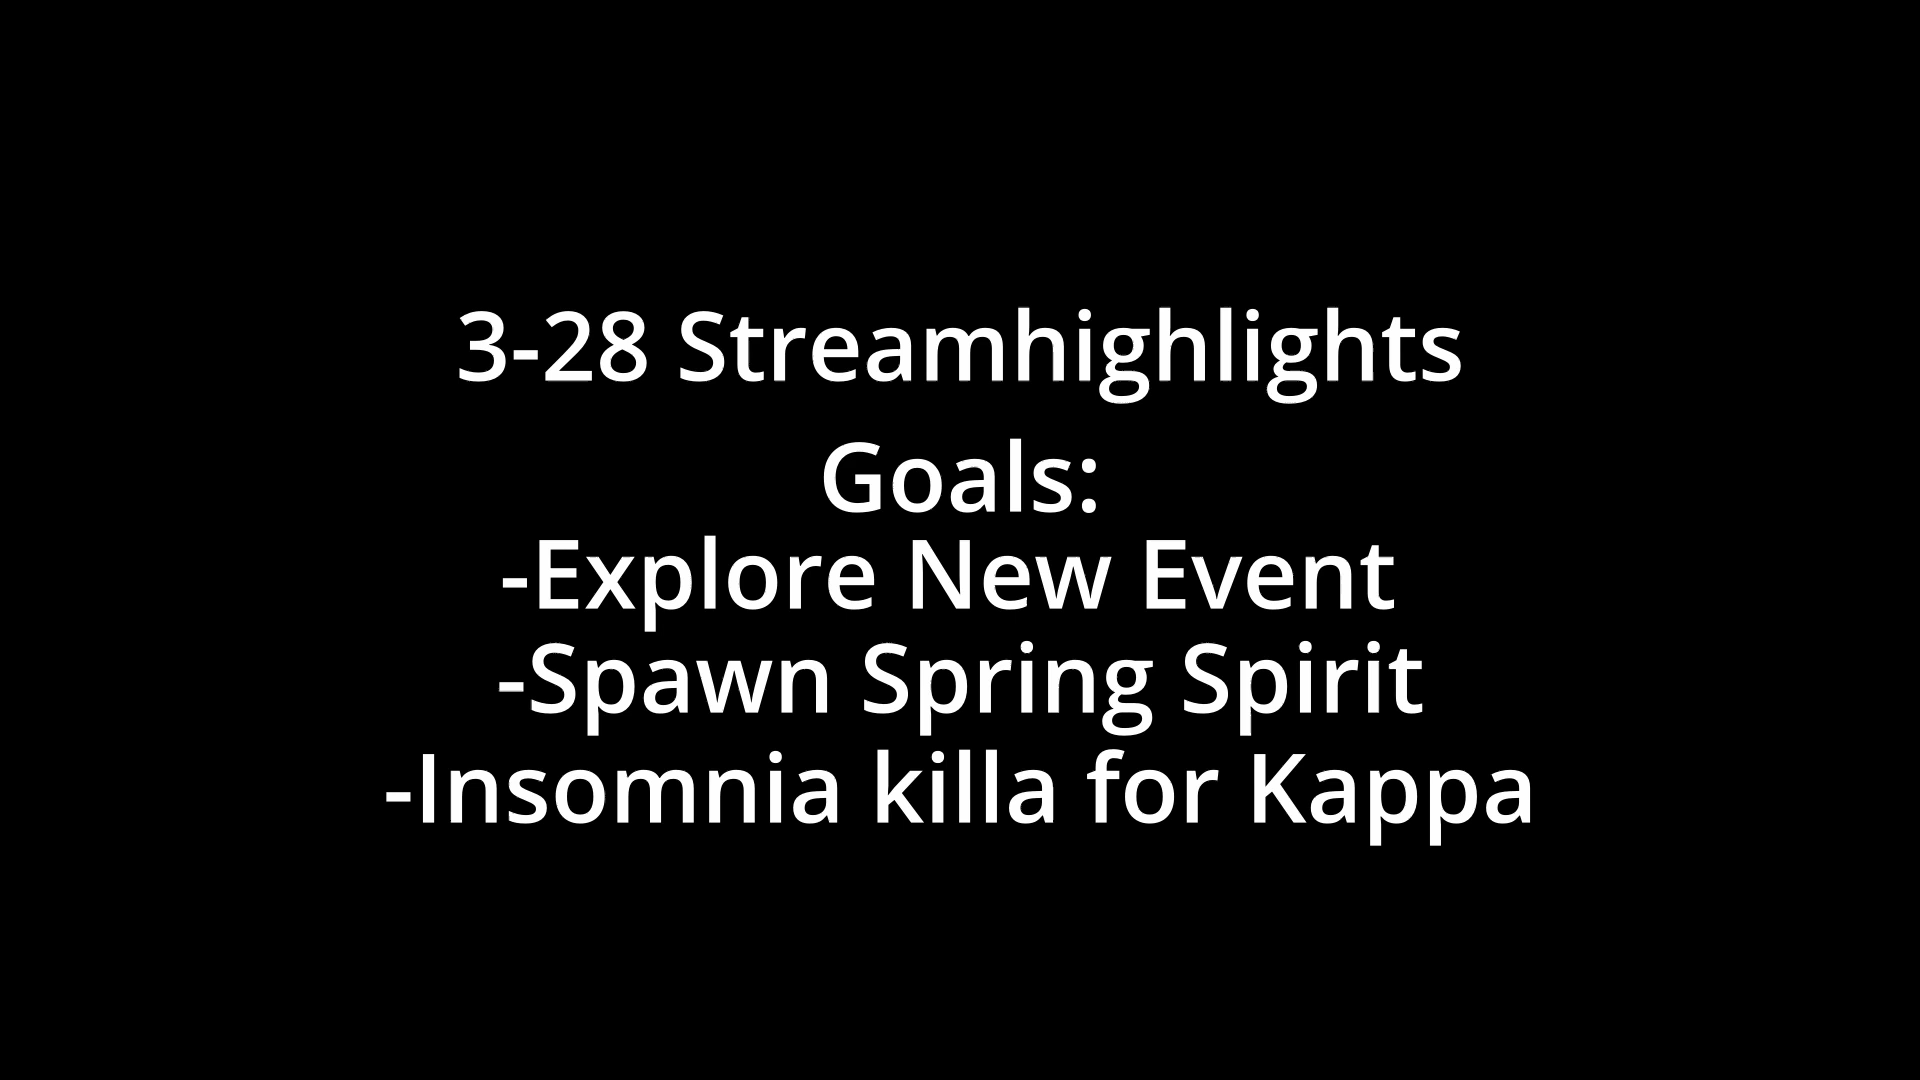 3-28 Streamhighlights
Goals:
-Explore New Event
-Spawn Spring Spirit
-Insomnia killa for Kappa